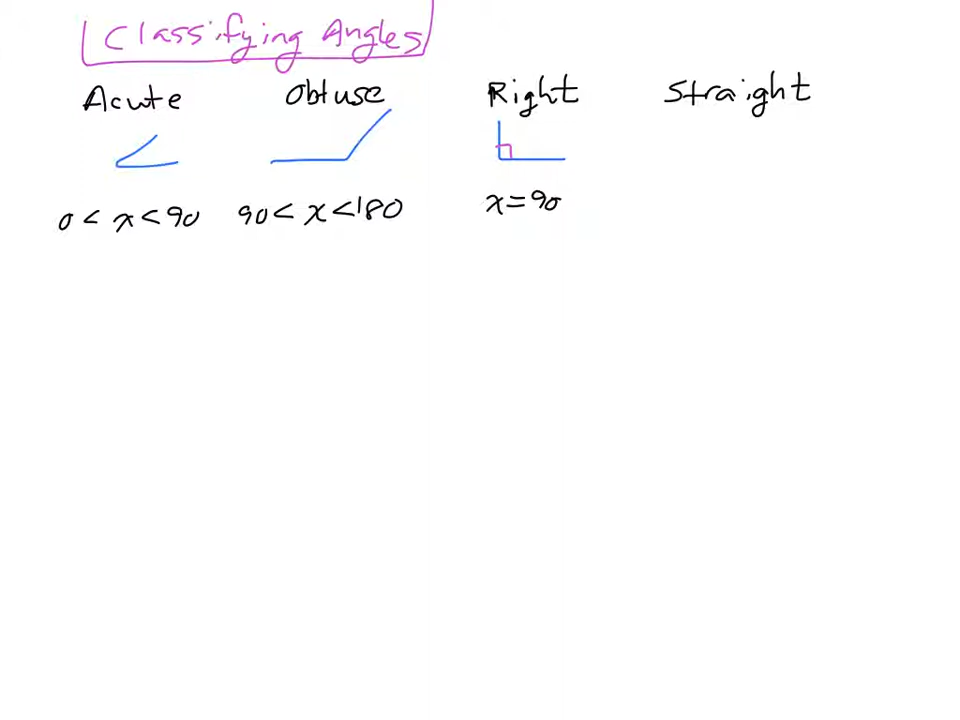 Classifying Angles
Acute Obtuse Right Straight
0 < x < 90 90 < x < 180 x = 90